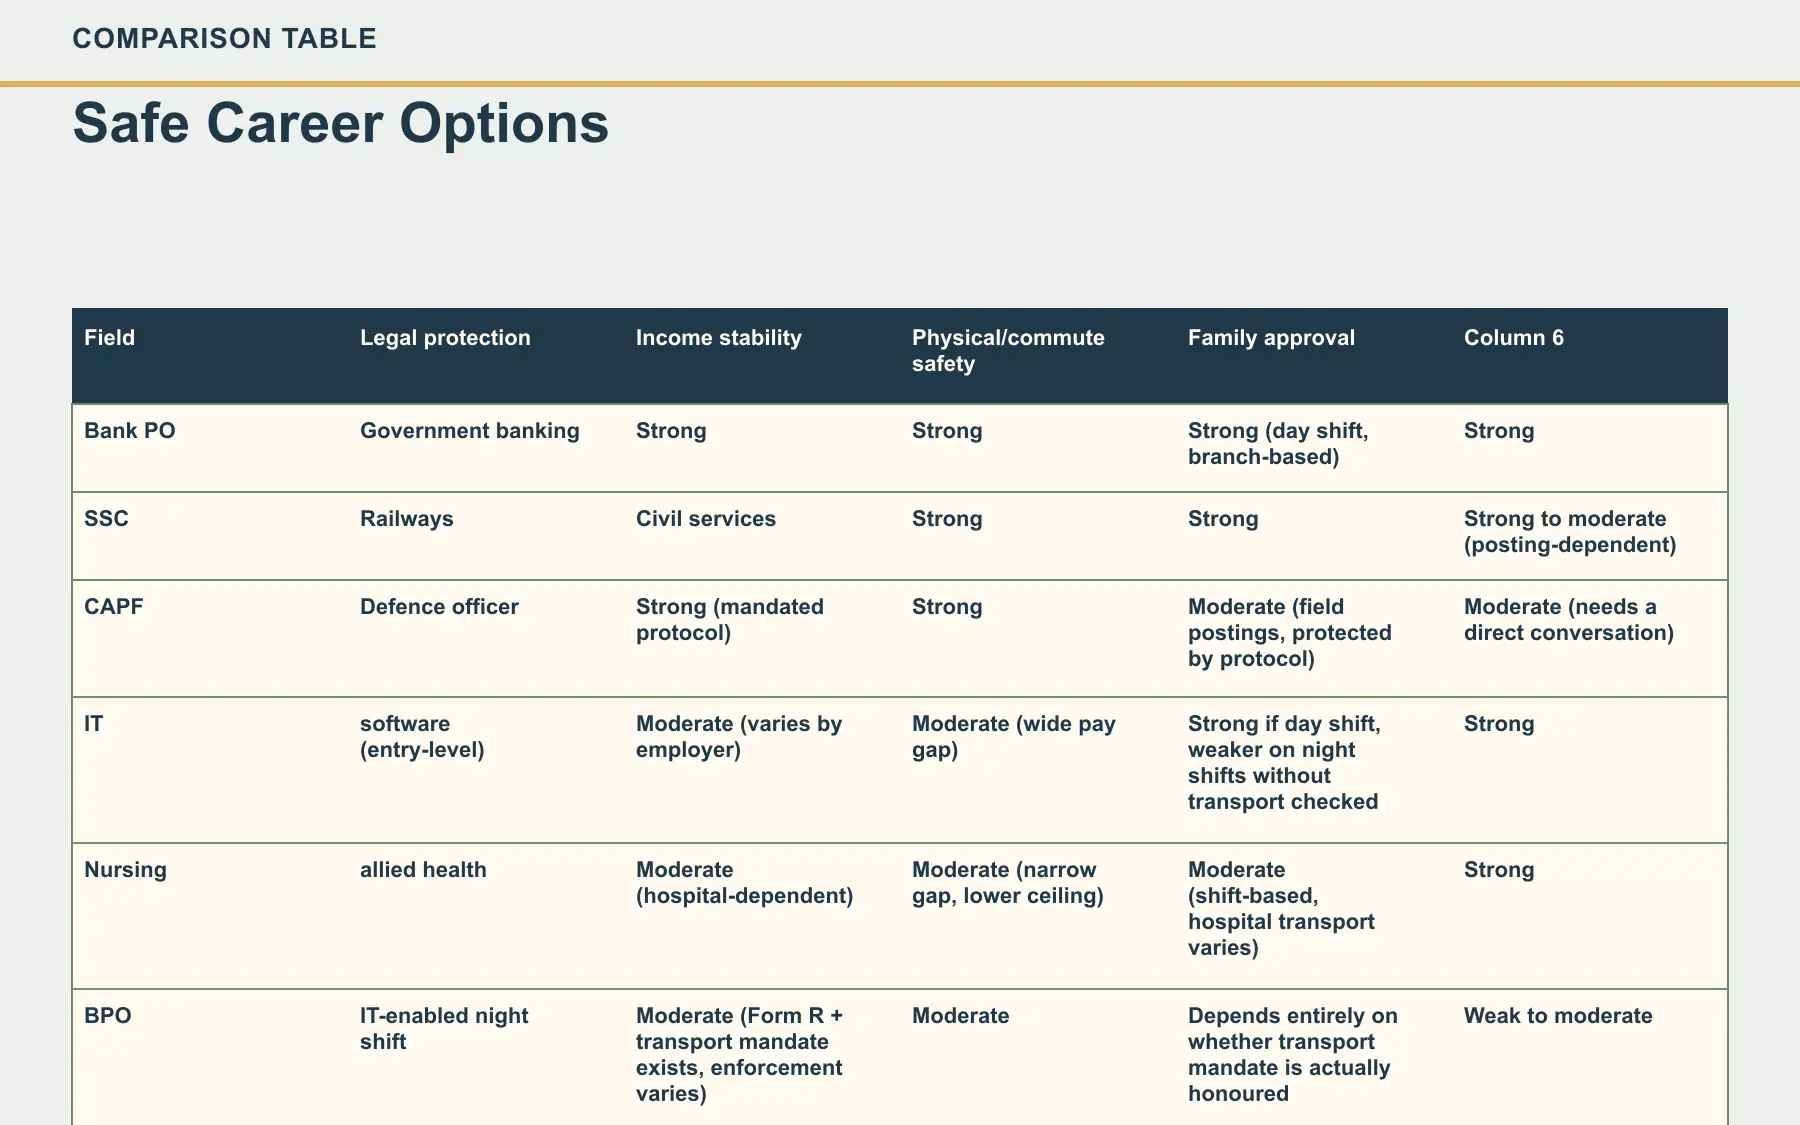 COMPARISON TABLE
Safe Career Options
Field
Legal protection
Income stability
Physical/commute
safety
Family approval
Column 6
Bank PO
Government banking
Strong
Strong
Strong (day shift,
branch-based)
Strong
SSC
Railways
Civil services
Strong
Strong
Strong to moderate
(posting-dependent)
CAPF
Defence officer
Strong (mandated
protocol)
Strong
Moderate (field
postings, protected
by protocol)
Moderate (needs a
direct conversation)
IT
software
(entry-level)
Moderate (varies by
employer)
Moderate (wide pay
gap)
Strong if day shift,
weaker on night
shifts without
transport checked
Strong
Nursing
allied health
Moderate
(hospital-dependent)
Moderate (narrow
gap, lower ceiling)
Moderate
(shift-based,
hospital transport
varies)
Strong
BPO
IT-enabled night
shift
Moderate (Form R +
transport mandate
exists, enforcement
varies)
Moderate
Depends entirely on
whether transport
mandate is actually
honoured
Weak to moderate